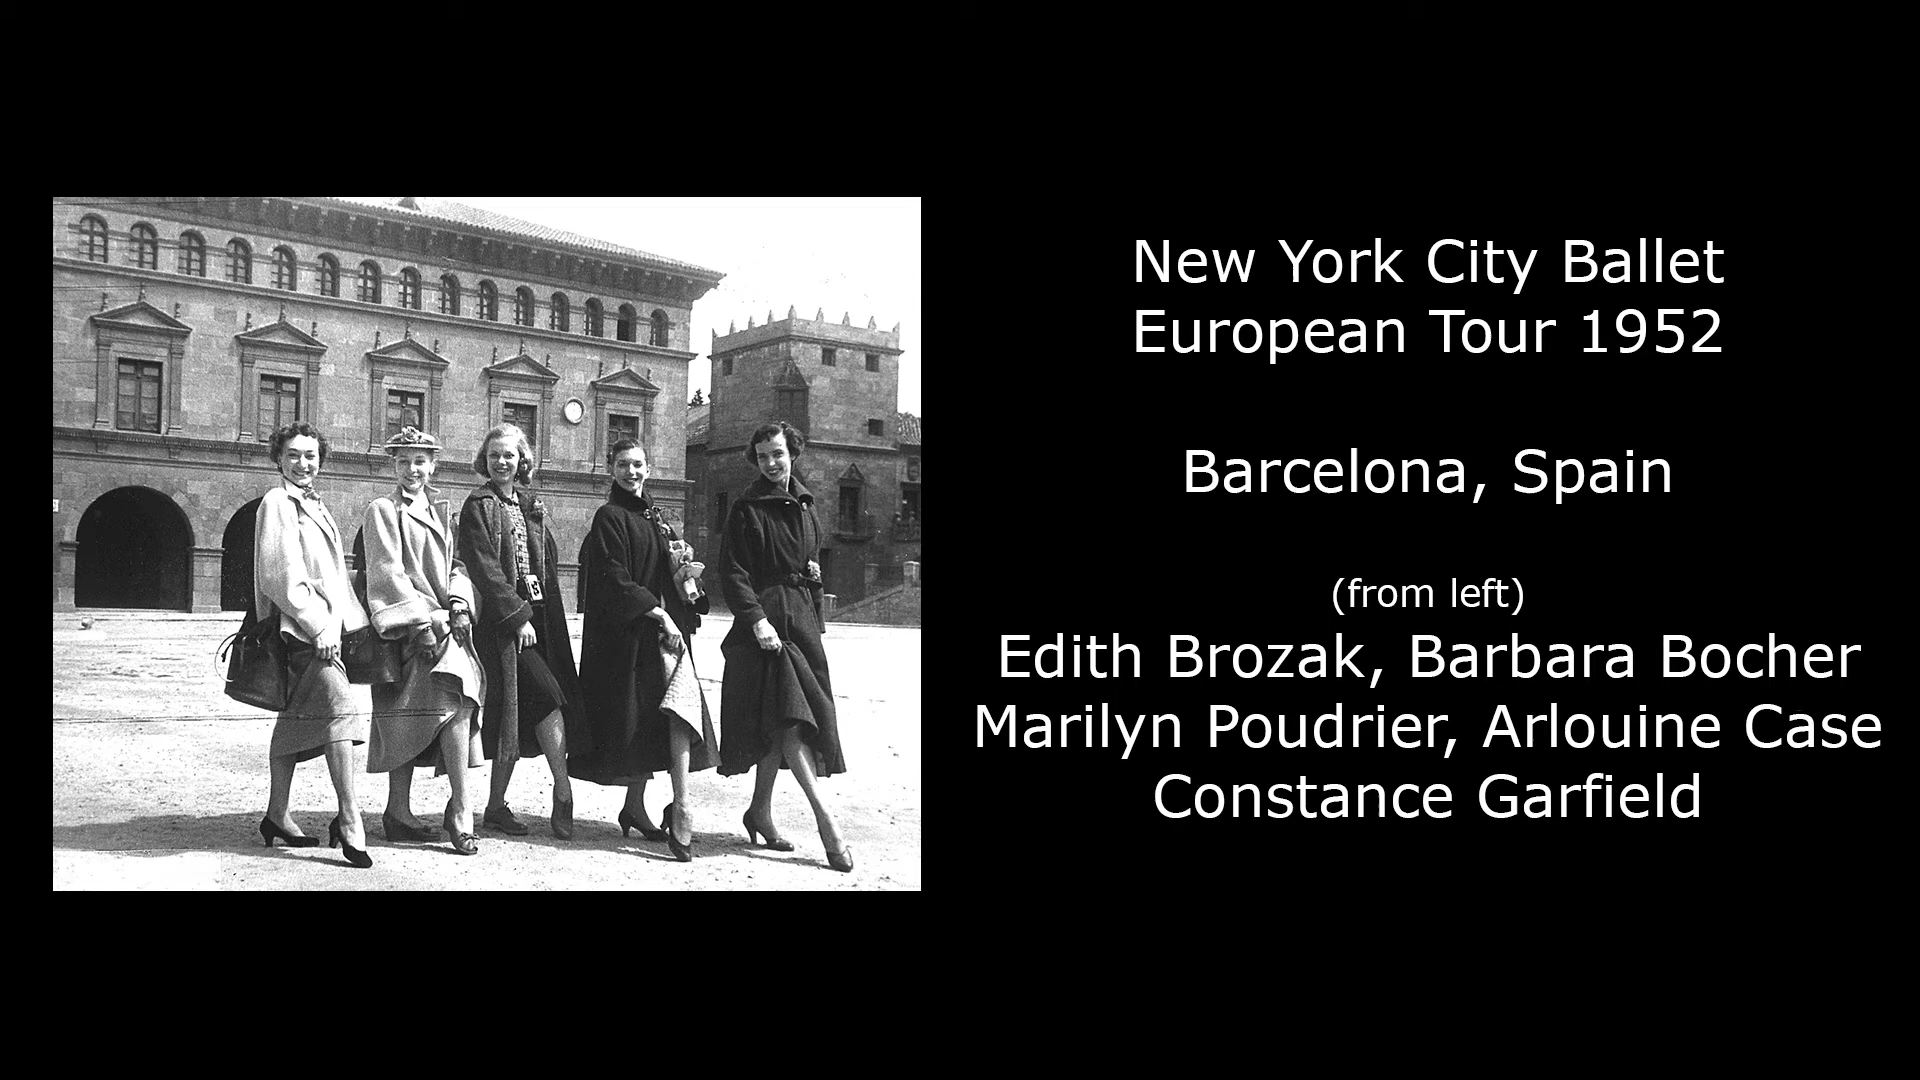 New York City Ballet
European Tour 1952
Barcelona, Spain
(from left)
Edith Brozak, Barbara Bocher
Marilyn Poudrier, Arlouine Case
Constance Garfield